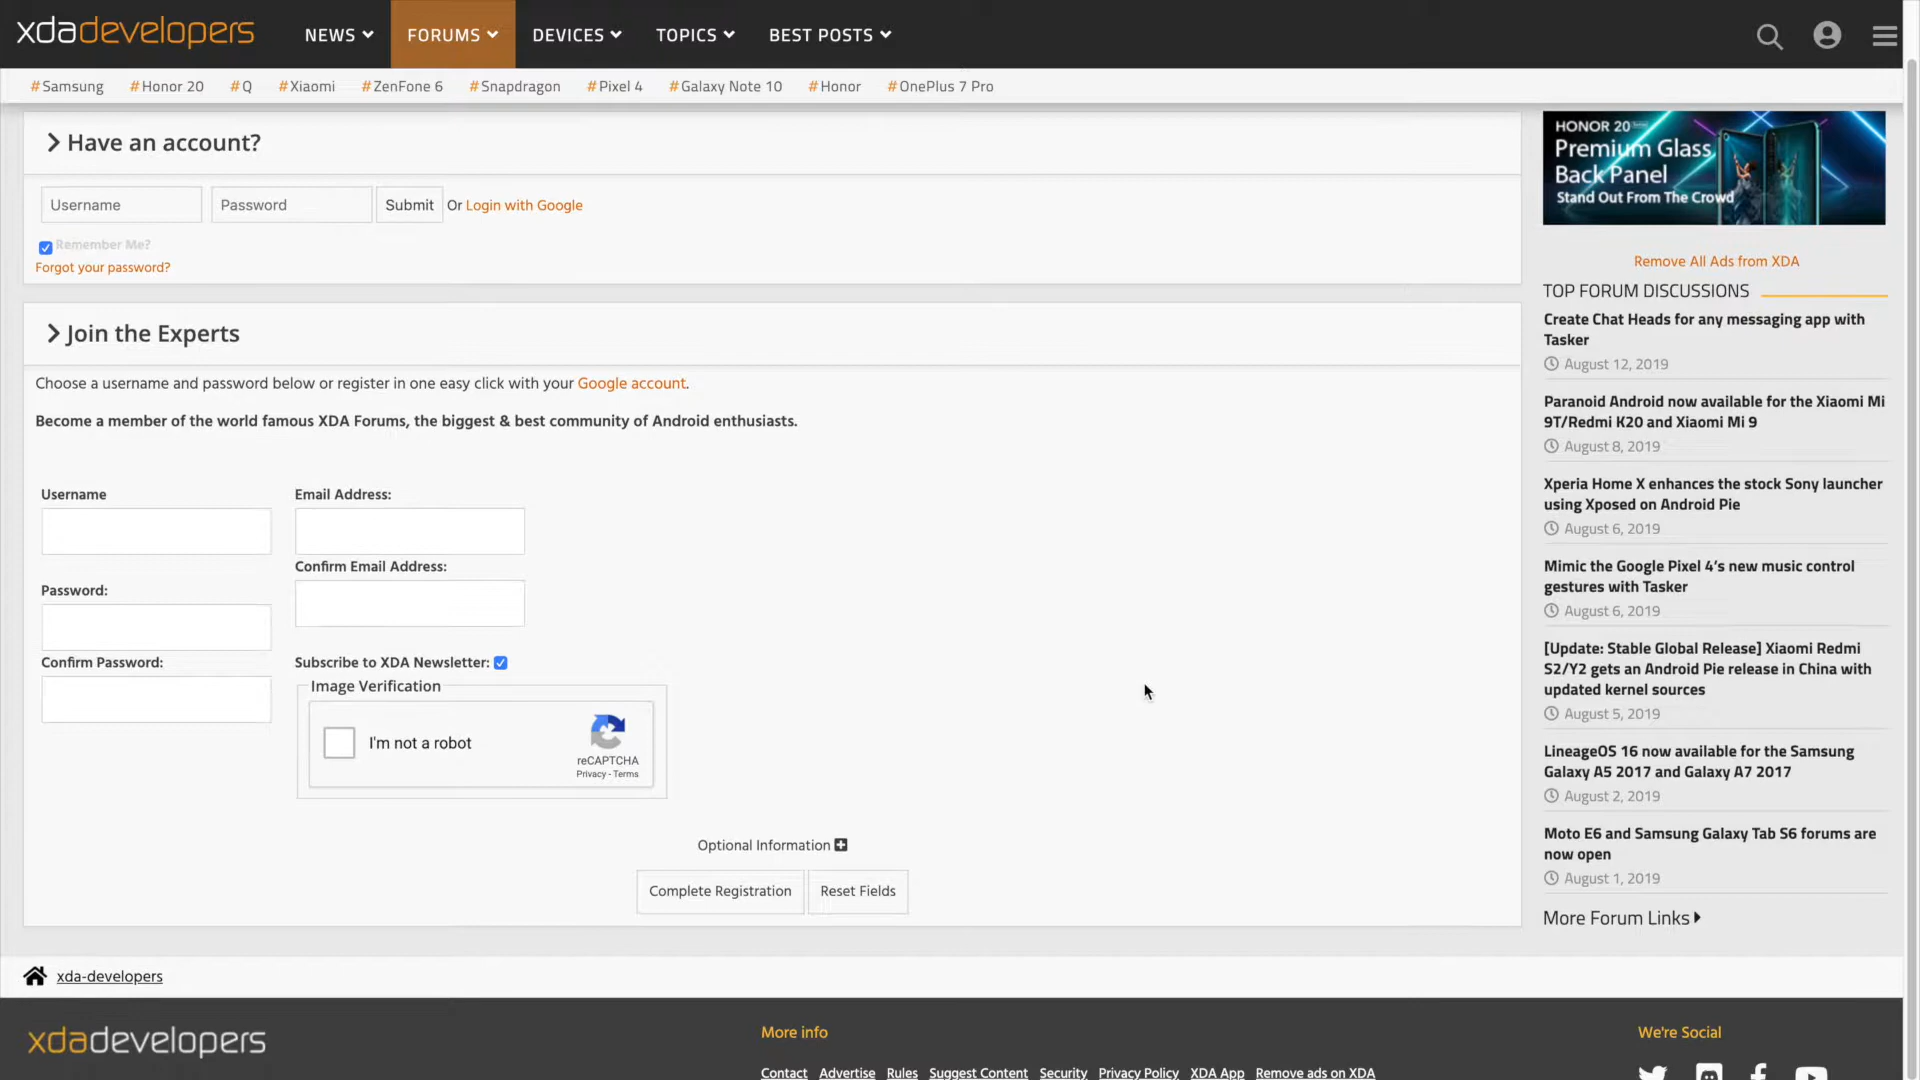 xdadevelopers
NEWS FORUMS DEVICES TOPICS BEST POSTS
#Samsung #Honor 20 #Q #Xiaomi #ZenFone 6 #Snapdragon #Pixel 4 #Galaxy Note 10 #Honor #OnePlus 7 Pro
Have an account?
Username Password Submit Or Login with Google
Remember Me?
Forgot your password?
Join the Experts
Choose a username and password below or register in one easy click with your Google account.
Become a member of the world famous XDA Forums, the biggest & best community of Android enthusiasts.
Username
Email Address:
Confirm Email Address:
Password:
Confirm Password:
Subscribe to XDA Newsletter:
Image Verification
I'm not a robot
reCAPTCHA
Privacy - Terms
Optional Information
Complete Registration Reset Fields
HONOR 20
Premium Glass
Back Panel
Stand Out From The Crowd
Remove All Ads from XDA
TOP FORUM DISCUSSIONS
Create Chat Heads for any messaging app with
Tasker
August 12, 2019
Paranoid Android now available for the Xiaomi Mi
9T/Redmi K20 and Xiaomi Mi 9
August 8, 2019
Xperia Home X enhances the stock Sony launcher
using Xposed on Android Pie
August 6, 2019
Mimic the Google Pixel 4's new music control
gestures with Tasker
August 6, 2019
[Update: Stable Global Release] Xiaomi Redmi
S2/Y2 gets an Android Pie release in China with
updated kernel sources
August 5, 2019
LineageOS 16 now available for the Samsung
Galaxy A5 2017 and Galaxy A7 2017
August 2, 2019
Moto E6 and Samsung Galaxy Tab S6 forums are
now open
August 1, 2019
More Forum Links
xda-developers
xdadevelopers
More info
Contact Advertise Rules Suggest Content Security Privacy Policy XDA App Remove ads on XDA
We're Social